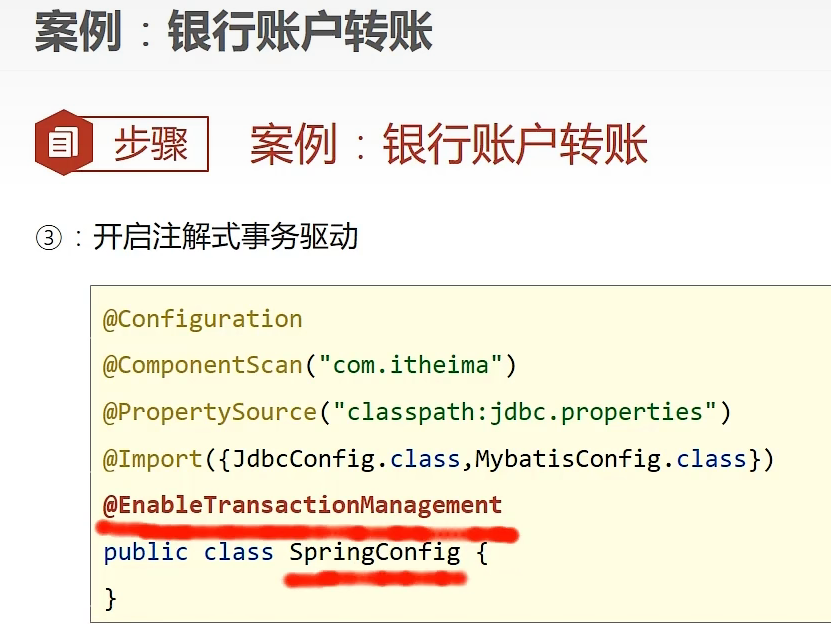 案例：银行账户转账
步骤 案例：银行账户转账
③：开启注解式事务驱动
@Configuration
@ComponentScan("com.itheima")
@PropertySource("classpath:jdbc.properties")
@Import({JdbcConfig.class,MybatisConfig.class})
@EnableTransactionManagement
public class SpringConfig {
}